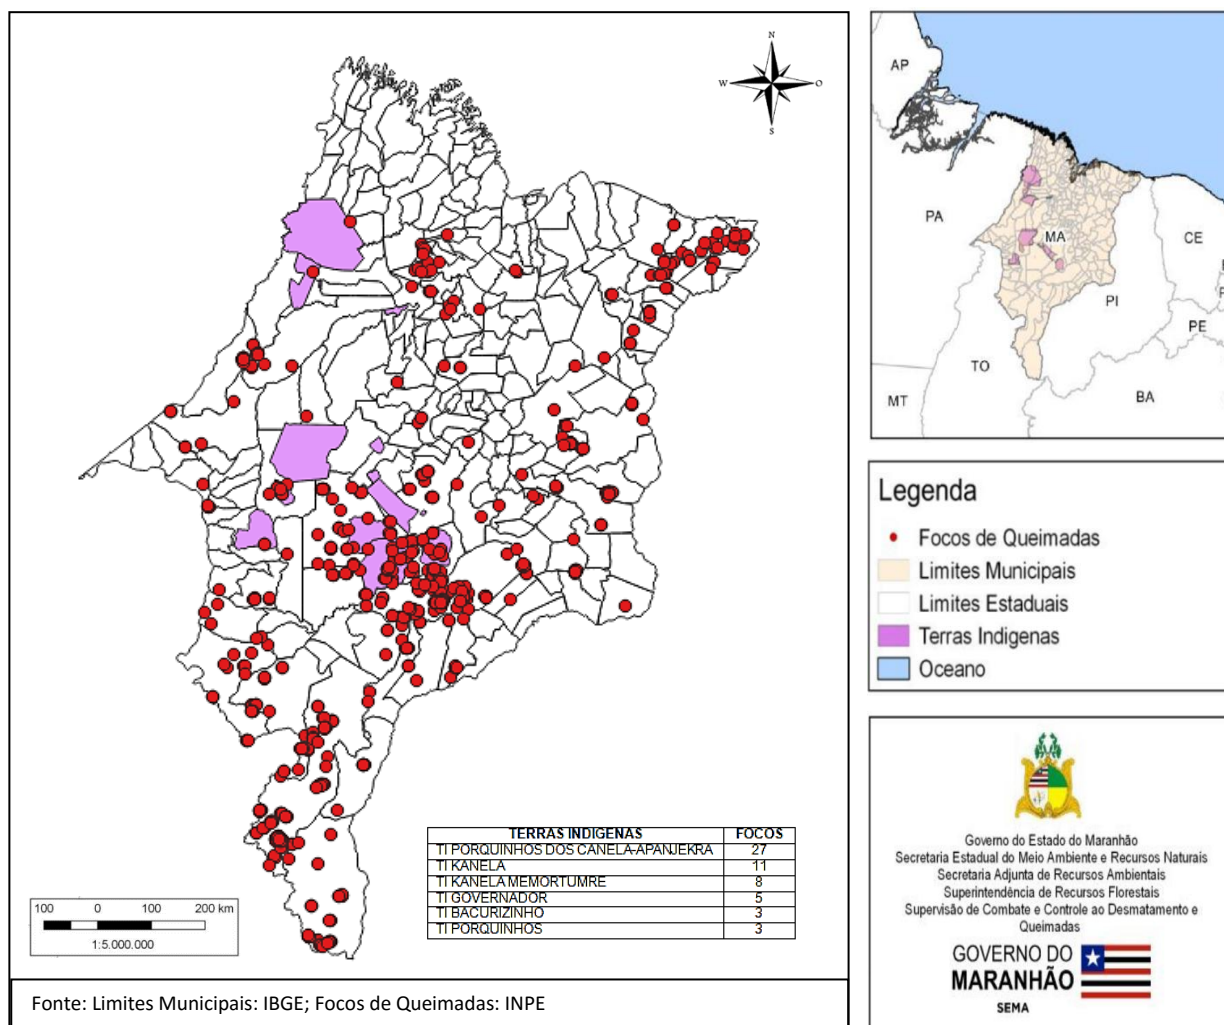 N
W
O
S
TERRAS INDIGENAS FOCOS
TI PORQUINHOS DOS CANELA-APANJEKRA 27
TI KANELA 11
TI KANELA MEMORTUMRE 8
TI GOVERNADOR 5
TI BACURIZINHO 3
TI PORQUINHOS 3
100 0 100 200 km
1:5.000.000
Fonte: Limites Municipais: IBGE; Focos de Queimadas: INPE
AP
PA
MA
CE
PI
PE
TO
BA
MT
Legenda
Focos de Queimadas
Limites Municipais
Limites Estaduais
Terras Indigenas
Oceano
Governo do Estado do Maranhão
Secretaria Estadual do Meio Ambiente e Recursos Naturais
Secretaria Adjunta de Recursos Ambientais
Superintendência de Recursos Florestais
Supervisão de Combate e Controle ao Desmatamento e
Queimadas
GOVERNO DO
MARANHÃO
SEMA